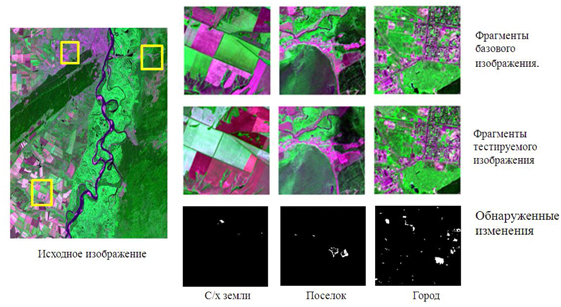 Фрагменты
базового
изображения.
Фрагменты
тестируемого
изображения
Обнаруженные
изменения
Исходное изображение
С/х земли
Поселок
Город